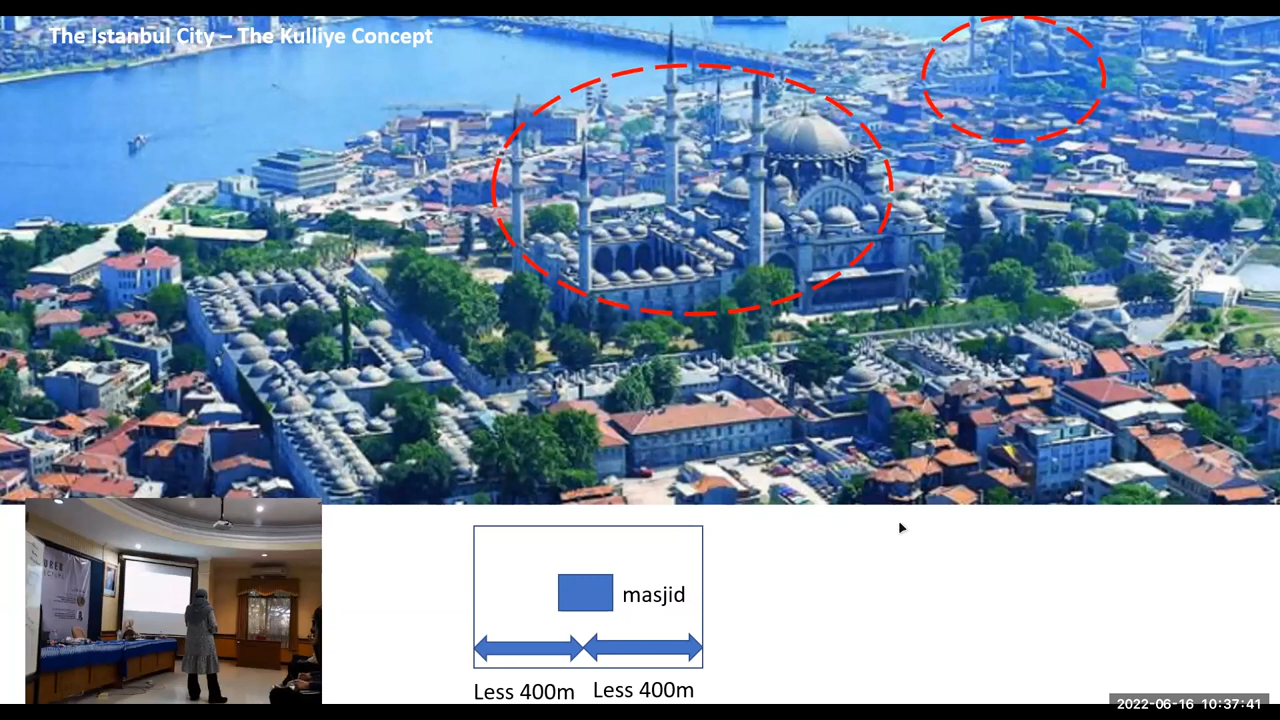 The Istanbul City – The Kulliye Concept
masjid
Less 400m Less 400m
2022-06-16 10:37:41